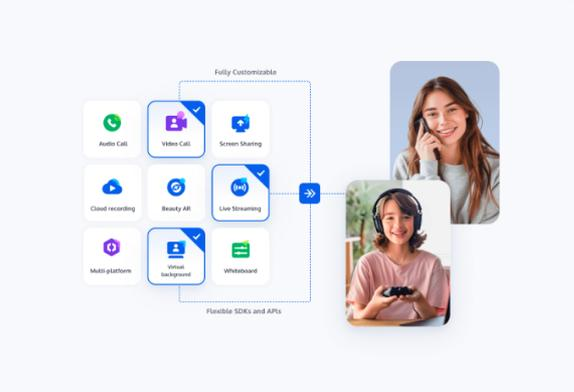 Fully Customizable
Audio Call
Video Call
Screen Sharing
Cloud recording
Beauty AR
Live Streaming
Multi-platform
Virtual
background
Whiteboard
Flexible SDKs and APIs